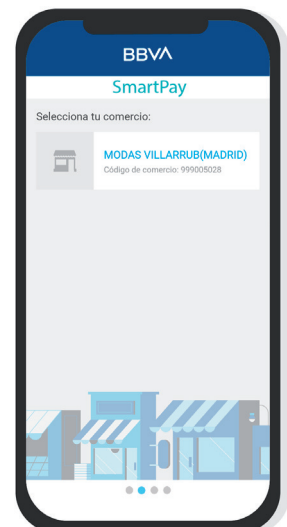 BBVA
SmartPay
Selecciona tu comercio:
MODAS VILLARRUB(MADRID)
Código de comercio: 999005028